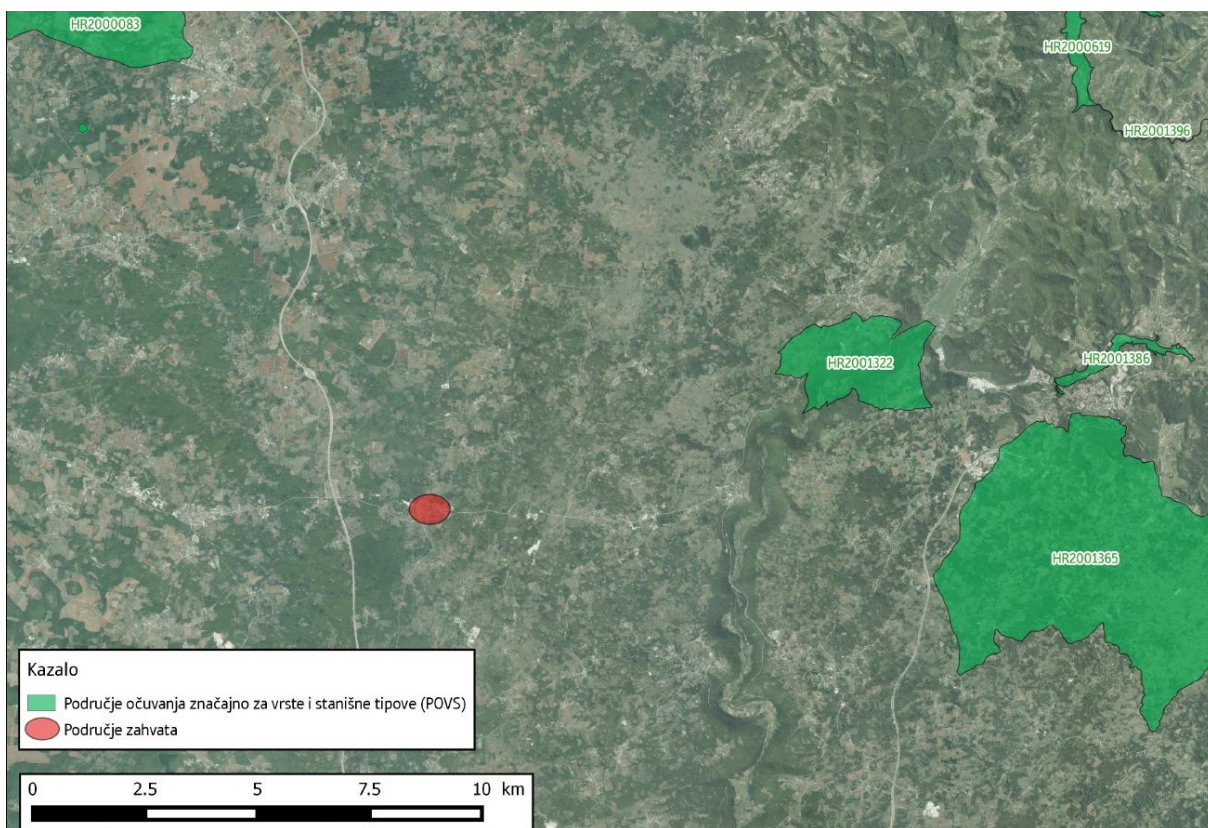 HR2000083
HR2000619
HR2001396
HR2001322
HR2001386
HR2001365
Kazalo
Područje očuvanja značajno za vrste i stanišne tipove (POVS)
Područje zahvata
0 2.5 5 7.5 10 km